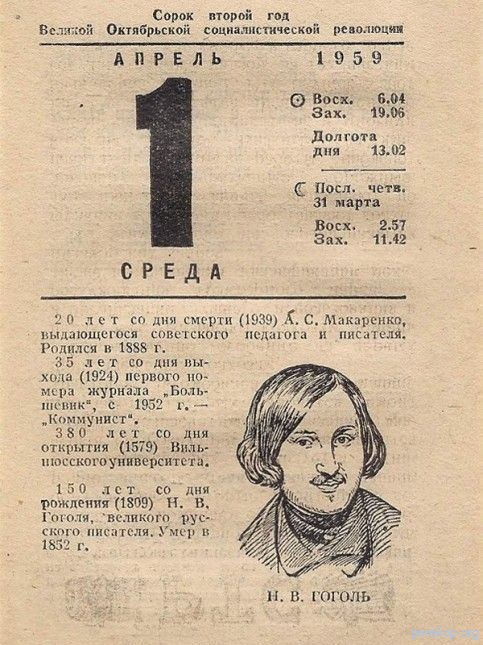 Сорок второй год
Великой Октябрьской социалистической революции
АПРЕЛЬ 1959
1
Восх. 6.04
Зах. 19.06
Долгота
дня 13.02
Посл. четв.
31 марта
Восх. 2.57
Зах. 11.42
СРЕДА
20 лет со дня смерти (1939) А. С. Макаренко,
выдающегося советского педагога и писателя.
Родился в 1888 г.
35 лет со дня вы-
хода (1924) первого но-
мера журнала „Боль-
шевик“, с 1952 г. —
„Коммунист“.
380 лет со дня
открытия (1579) Виль-
нюсского университета.
150 лет со дня
рождения (1809) Н. В.
Гоголя, великого рус-
ского писателя. Умер в
1852 г.
Н. В. ГОГОЛЬ